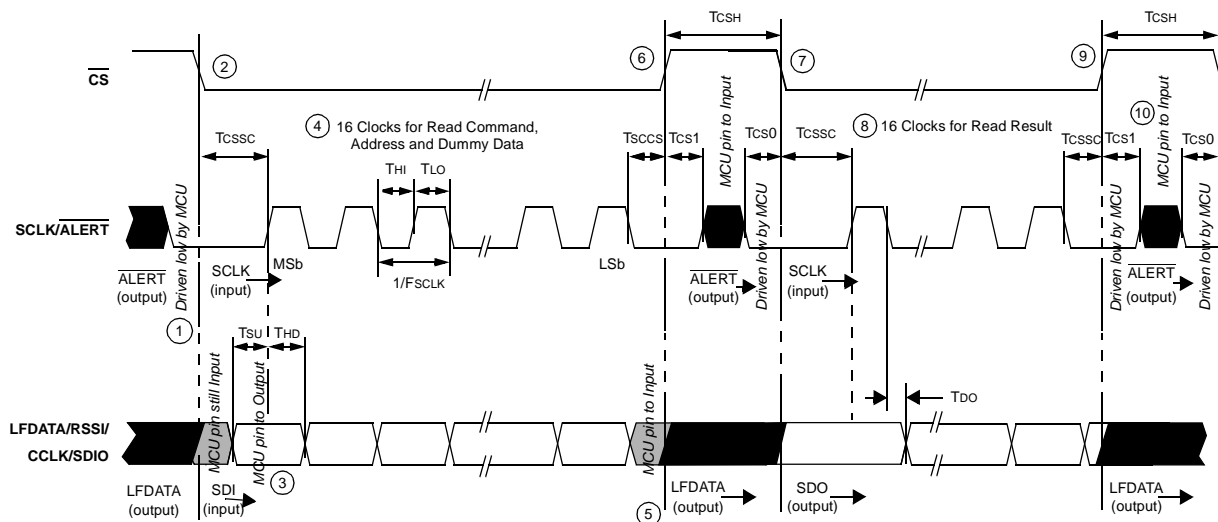 TCSH
TCSH
CS
2
6
7
9
4 16 Clocks for Read Command,
Address and Dummy Data
8 16 Clocks for Read Result
10
MCU pin to Input
MCU pin to Input
TCSSC
TSCCS
TCS1
TCS0
TCSSC
TCSSC
TCS1
TCS0
THI
TLO
SCLK/ALERT
Driven low by MCU
Driven low by MCU
Driven low by MCU
Driven low by MCU
ALERT
(output)
SCLK
(input)
MSb
1/FSCLK
LSb
ALERT
(output)
SCLK
(input)
ALERT
(output)
1
TSU
THD
MCU pin still Input
MCU pin to Output
MCU pin to Input
TDO
LFDATA/RSSI/
CCLK/SDIO
3
LFDATA
(output)
SDI
(input)
5
LFDATA
(output)
SDO
(output)
LFDATA
(output)